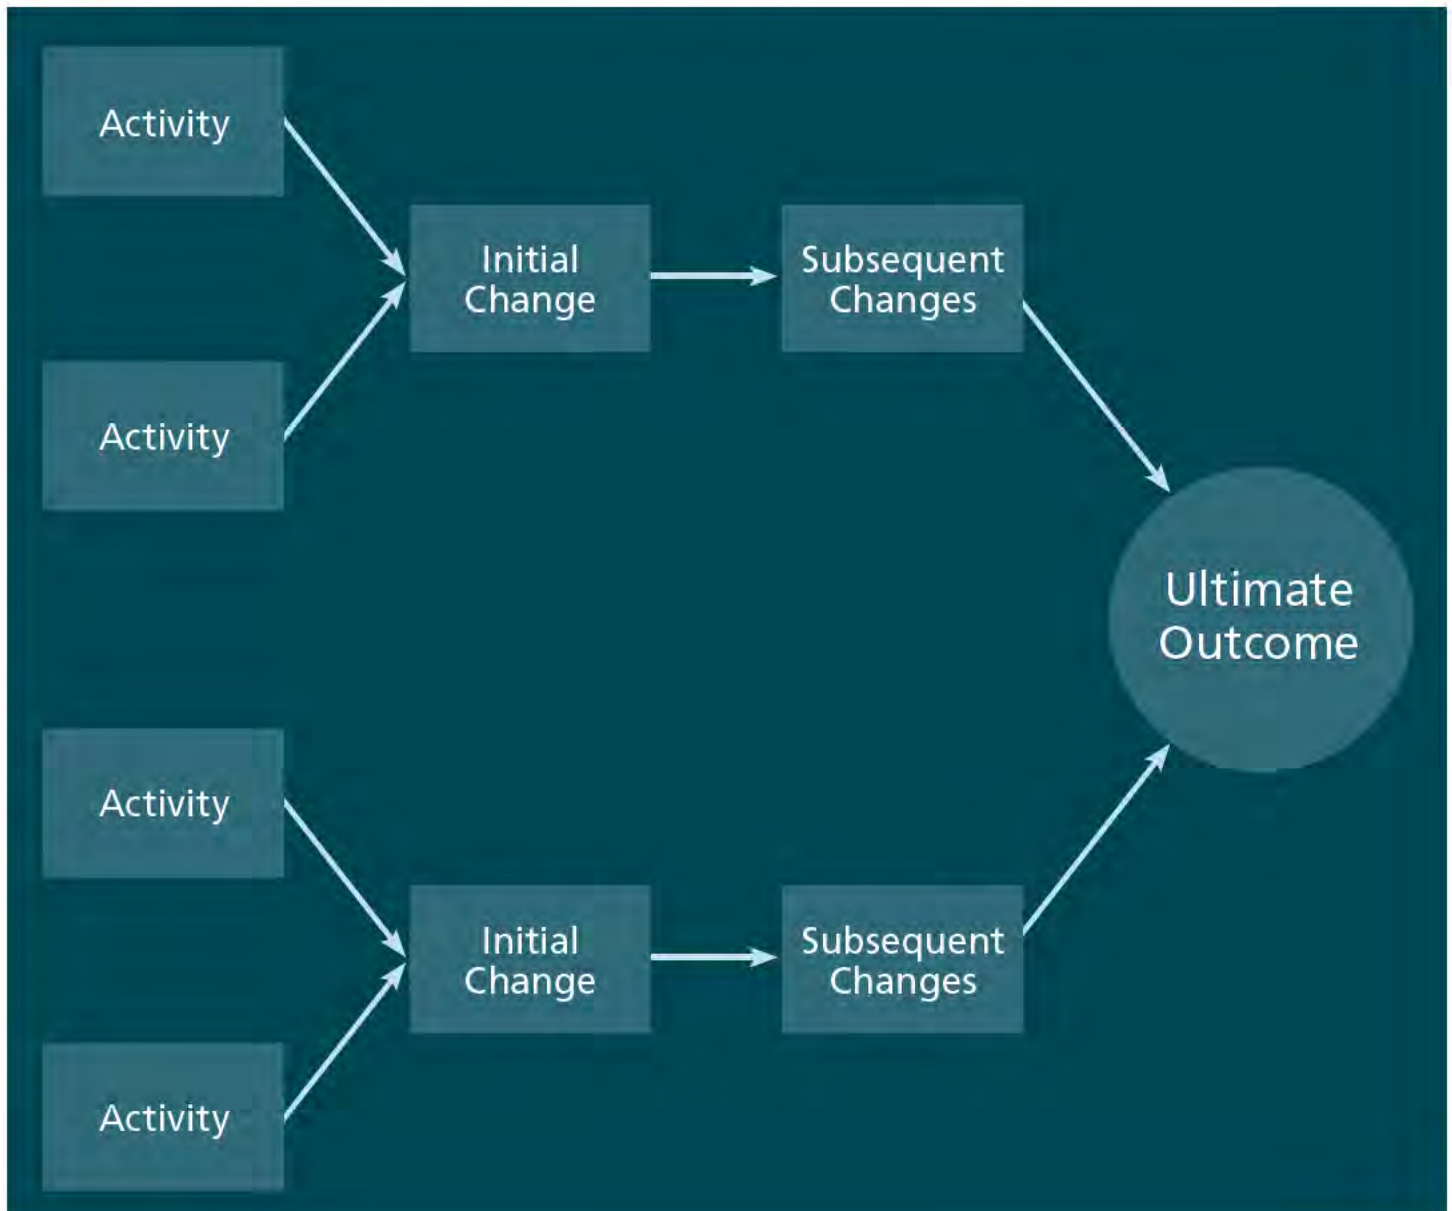 Activity
Activity
Initial
Change
Subsequent
Changes
Ultimate
Outcome
Activity
Activity
Initial
Change
Subsequent
Changes